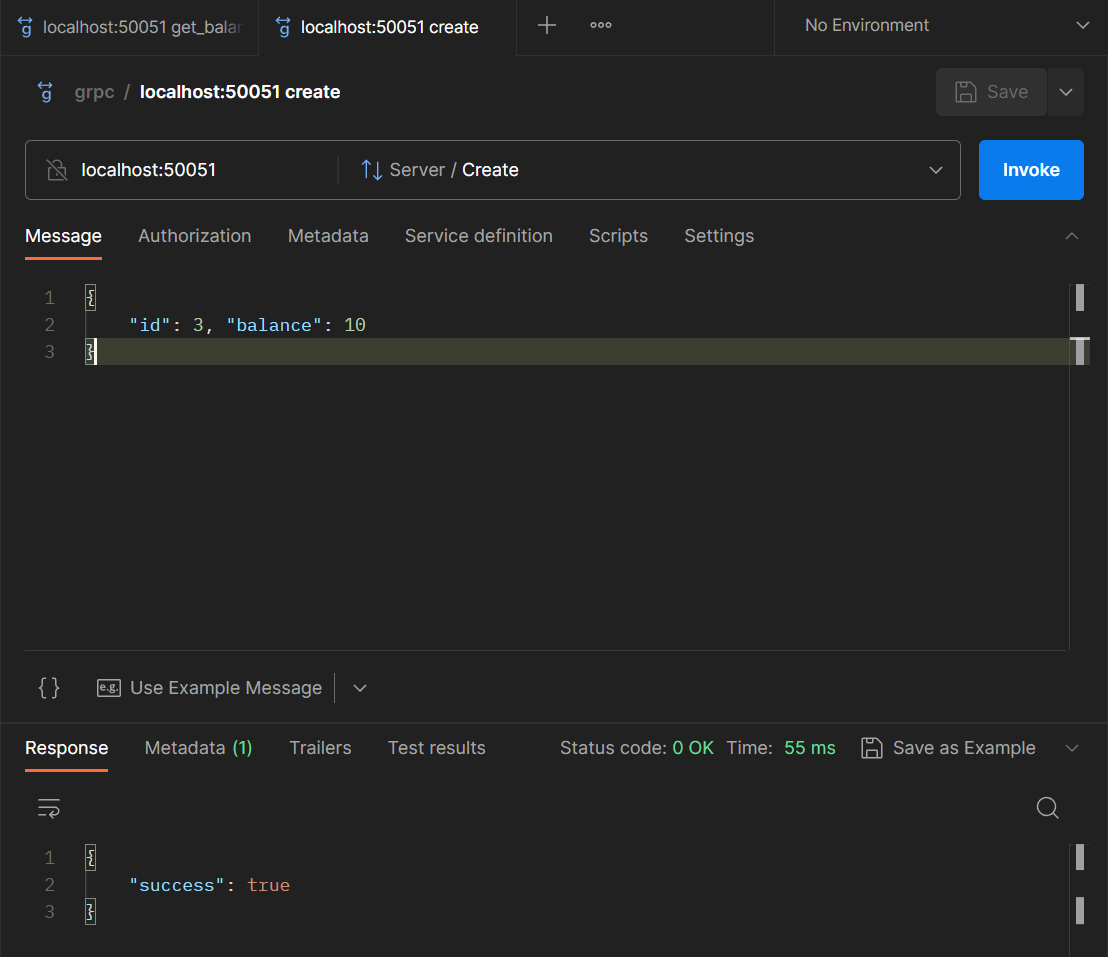 localhost:50051 get_balan
localhost:50051 create
No Environment
grpc / localhost:50051 create
Save
localhost:50051
Server / Create
Invoke
Message Authorization Metadata Service definition Scripts Settings
1 {
2 "id": 3, "balance": 10
3 }
{} e.g. Use Example Message
Response Metadata (1) Trailers Test results Status code: 0 OK Time: 55 ms Save as Example
1 {
2 "success": true
3 }